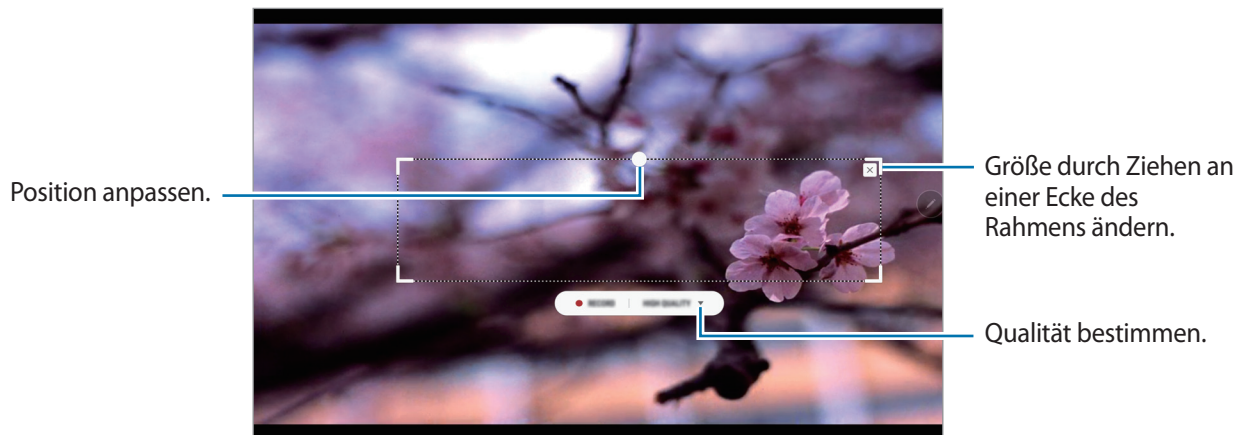 Position anpassen.
Größe durch Ziehen an
einer Ecke des
Rahmens ändern.
RECORD HIGH QUALITY
Qualität bestimmen.